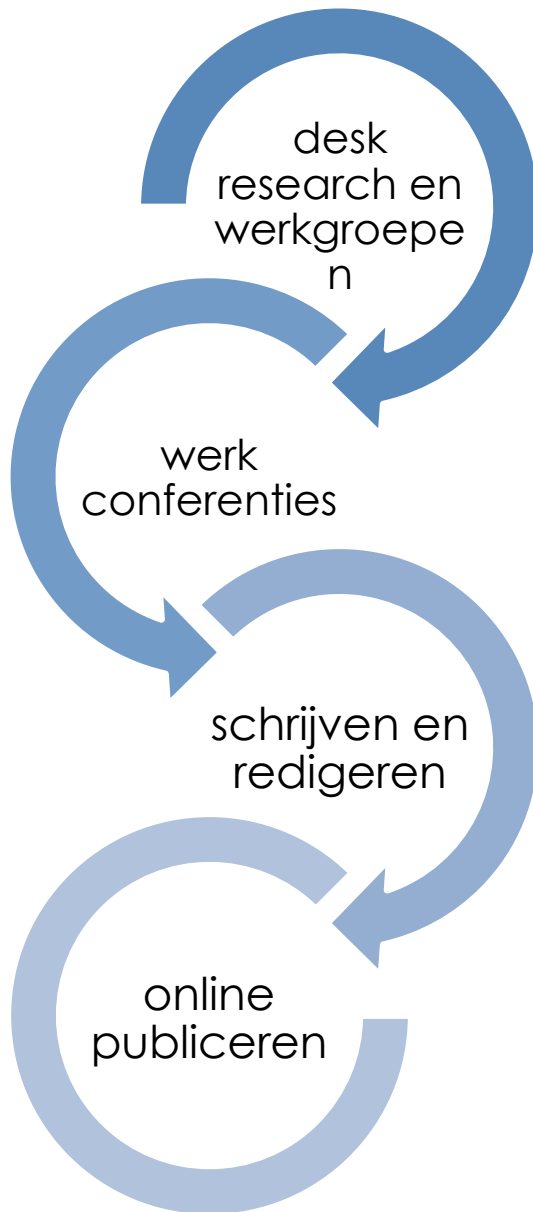 desk
research en
werkgroepe
n
werk
conferenties
schrijven en
redigeren
online
publiceren